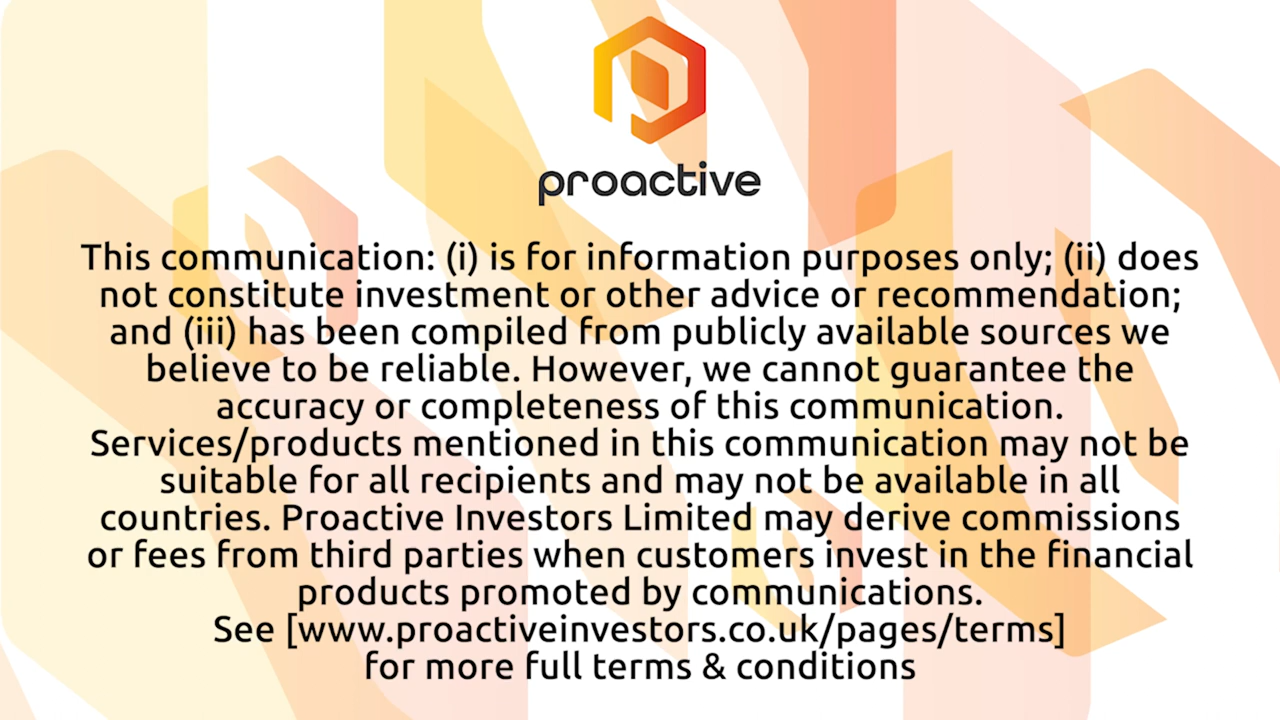 proactive
This communication: (i) is for information purposes only; (ii) does
not constitute investment or other advice or recommendation;
and (iii) has been compiled from publicly available sources we
believe to be reliable. However, we cannot guarantee the
accuracy or completeness of this communication.
Services/products mentioned in this communication may not be
suitable for all recipients and may not be available in all
countries. Proactive Investors Limited may derive commissions
or fees from third parties when customers invest in the financial
products promoted by communications.
See [www.proactiveinvestors.co.uk/pages/terms]
for more full terms & conditions